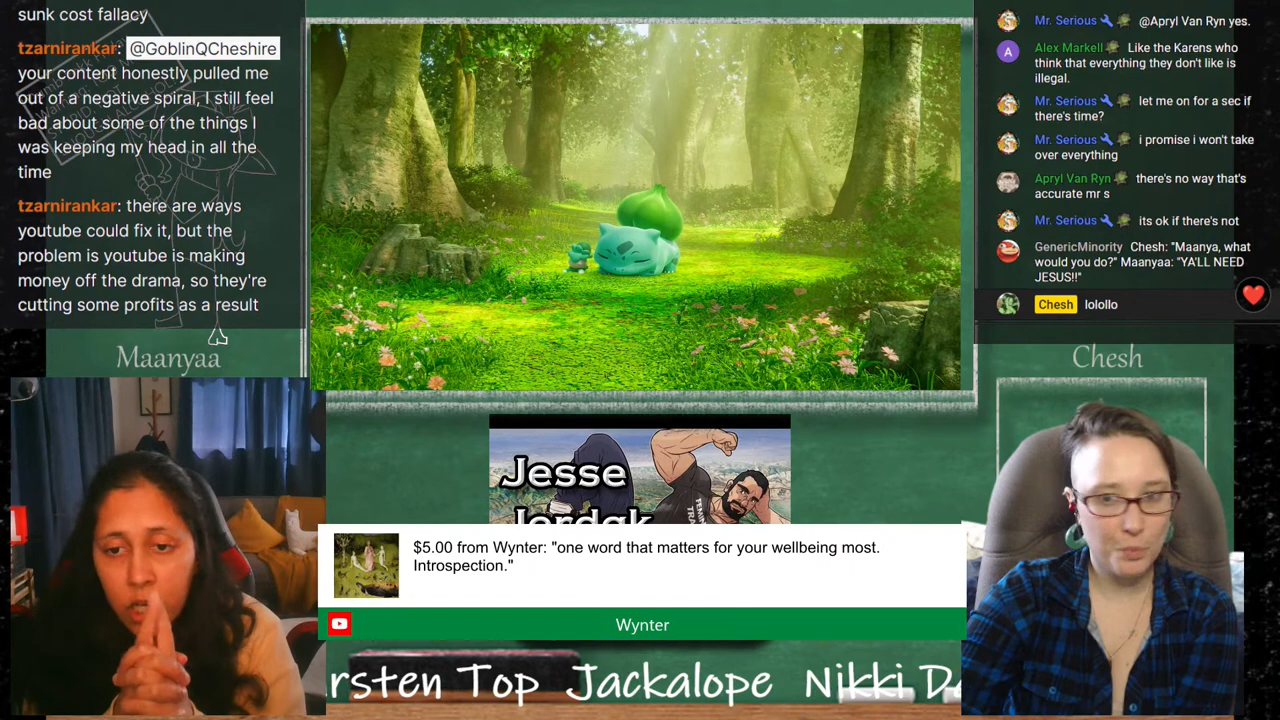 sunk cost fallacy
tzarnirankar: @GoblinQCheshire
your content honestly pulled me
out of a negative spiral, I still feel
bad about some of the things I
was keeping my head in all the
time
tzarnirankar: there are ways
youtube could fix it, but the
problem is youtube is making
money off the drama, so they're
cutting some profits as a result
Maanyaa
Mr. Serious @Apryl Van Ryn yes.
A Alex Markell Like the Karens who
think that everything they don't like is
illegal.
Mr. Serious let me on for a sec if
there's time?
Mr. Serious i promise i won't take
over everything
Apryl Van Ryn there's no way that's
accurate mr s
Mr. Serious its ok if there's not
GenericMinority Chesh: "Maanya, what
would you do?" Maanyaa: "YA'LL NEED
JESUS!!"
Chesh lolollo
Chesh
Jesse
Jerdak
$5.00 from Wynter: "one word that matters for your wellbeing most.
Introspection."
Wynter
rsten Top Jackalope Nikki